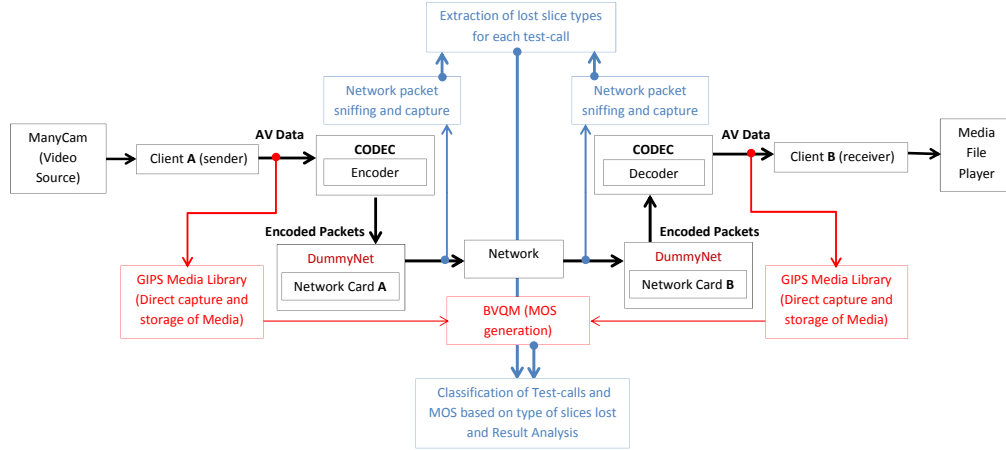 Extraction of lost slice types
for each test-call
Network packet
sniffing and capture
Network packet
sniffing and capture
ManyCam
(Video
Source)
Client A (sender)
AV Data
CODEC
Encoder
CODEC
Decoder
AV Data
Client B (receiver)
Media
File
Player
Encoded Packets
DummyNet
Network Card A
Network
Encoded Packets
DummyNet
Network Card B
GIPS Media Library
(Direct capture and
storage of Media)
BVQM (MOS
generation)
GIPS Media Library
(Direct capture and
storage of Media)
Classification of Test-calls and
MOS based on type of slices lost
and Result Analysis